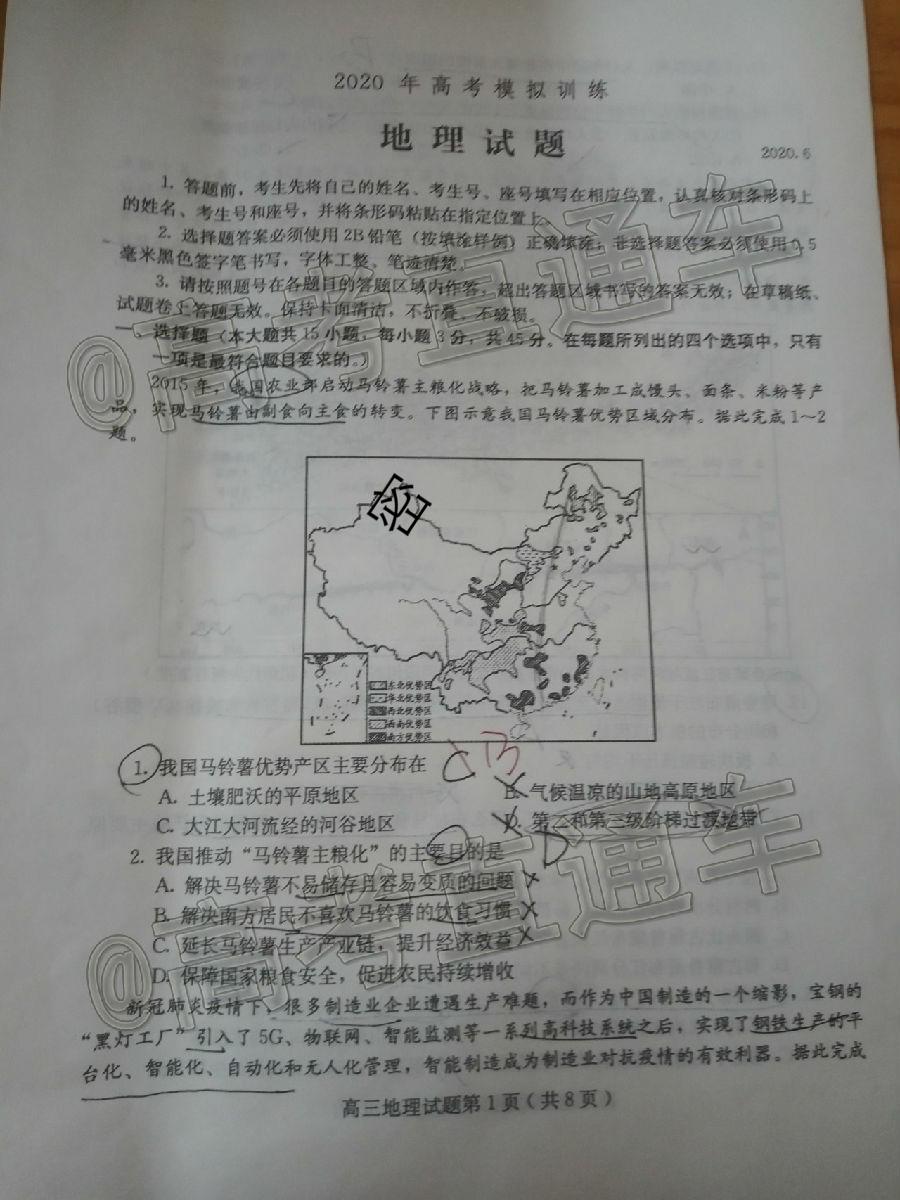 2020 年高考模拟训练
地理试题
2020.6
1. 答题前，考生先将自己的姓名、考生号、座号填写在相应位置，认真核对条形码上
的姓名、考生号和座号，并将条形码粘贴在指定位置上。
2. 选择题答案必须使用 2B 铅笔（按填涂样例）正确填涂；非选择题答案必须使用 0.5
毫米黑色签字笔书写，字体工整、笔迹清楚。
3. 请按照题号在各题目的答题区域内作答，超出答题区域书写的答案无效；在草稿纸、
试题卷上答题无效。保持卡面清洁，不折叠、不破损。
一、选择题（本大题共 15 小题，每小题 3 分，共 45 分。在每题所列出的四个选项中，只有
一项是最符合题目要求的。）
2015 年，我国农业部启动马铃薯主粮化战略，把马铃薯加工成馒头、面条、米粉等产
品，实现马铃薯由副食向主食的转变。下图示意我国马铃薯优势区域分布。据此完成 1～2
题。
密
东北优势区
华北优势区
西北优势区
西南优势区
南方优势区
1. 我国马铃薯优势产区主要分布在
A. 土壤肥沃的平原地区 B. 气候温凉的山地高原地区
C. 大江大河流经的河谷地区 D. 第二和第三级阶梯过渡地带
2. 我国推动“马铃薯主粮化”的主要目的是
A. 解决马铃薯不易储存且容易变质的问题
B. 解决南方居民不喜欢马铃薯的饮食习惯
C. 延长马铃薯生产产业链，提升经济效益
D. 保障国家粮食安全，促进农民持续增收
新冠肺炎疫情下，很多制造业企业遭遇生产难题，而作为中国制造的一个缩影，宝钢的
“黑灯工厂”引入了 5G、物联网、智能监测等一系列高科技系统之后，实现了钢铁生产的平
台化、智能化、自动化和无人化管理，智能制造成为制造业对抗疫情的有效利器。据此完成
高三地理试题第 1 页（共 8 页）
@高考直通车
@高考直通车